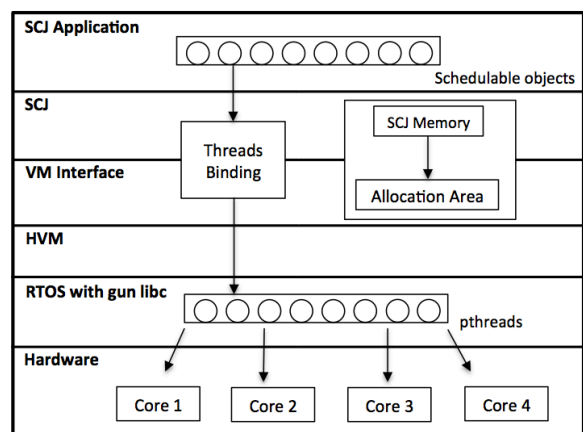 SCJ Application
Schedulable objects
SCJ
SCJ Memory
Threads
Binding
VM Interface
Allocation Area
HVM
RTOS with gun libc
pthreads
Hardware
Core 1
Core 2
Core 3
Core 4